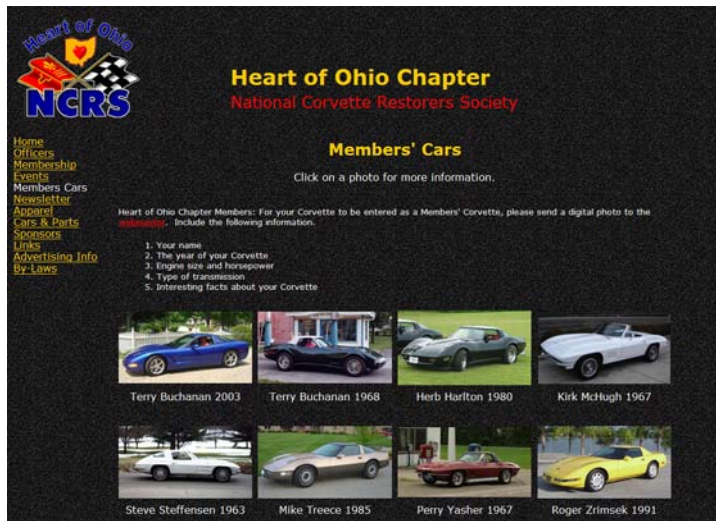 Heart of Ohio
NCRS
Heart of Ohio Chapter
National Corvette Restorers Society
Home
Officers
Membership
Events
Members Cars
Newsletter
Apparel
Cars & Parts
Sponsors
Links
Advertising Info
By-Laws
Members' Cars
Click on a photo for more information.
Heart of Ohio Chapter Members: For your Corvette to be entered as a Members' Corvette, please send a digital photo to the
webmaster. Include the following information.
1. Your name
2. The year of your Corvette
3. Engine size and horsepower
4. Type of transmission
5. Interesting facts about your Corvette
Terry Buchanan 2003
Terry Buchanan 1968
Herb Harlton 1980
Kirk McHugh 1967
Steve Steffensen 1963
Mike Treece 1985
Perry Yasher 1967
Roger Zrimsek 1991